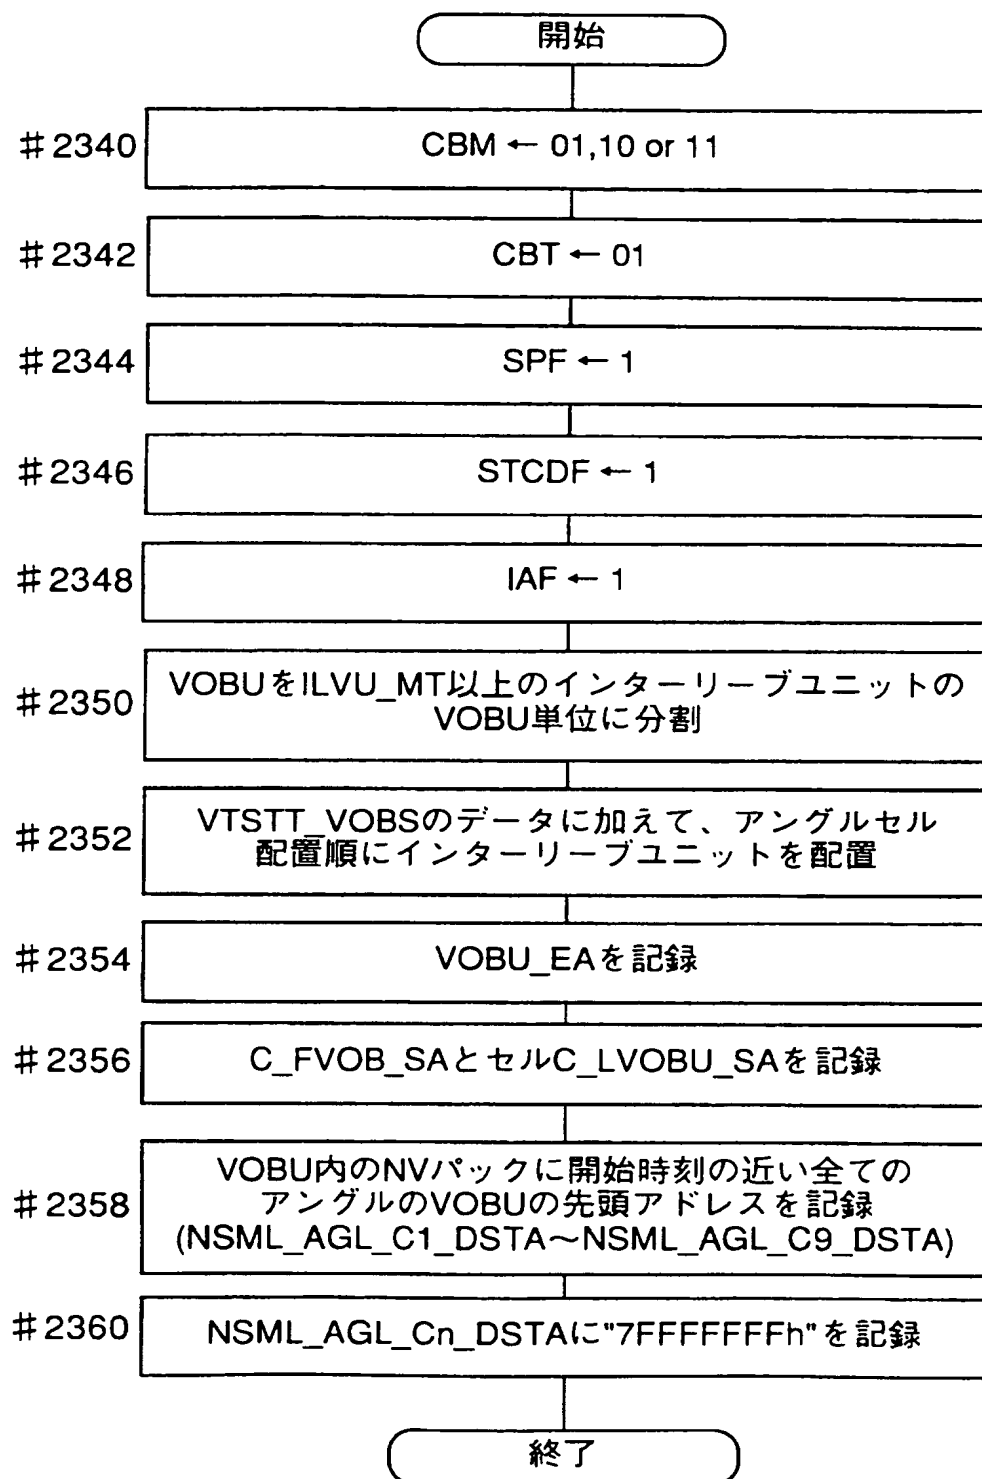 開始
#2340
CBM ← 01,10 or 11
#2342
CBT ← 01
#2344
SPF ← 1
#2346
STCDF ← 1
#2348
IAF ← 1
#2350
VOBUをILVU_MT以上のインターリーブユニットの
VOBU単位に分割
#2352
VTSTT_VOBSのデータに加えて、アングルセル
配置順にインターリーブユニットを配置
#2354
VOBU_EAを記録
#2356
C_FVOB_SAとセルC_LVOBU_SAを記録
#2358
VOBU内のNVパックに開始時刻の近い全ての
アングルのVOBUの先頭アドレスを記録
(NSML_AGL_C1_DSTA～NSML_AGL_C9_DSTA)
#2360
NSML_AGL_Cn_DSTAに"7FFFFFFFh"を記録
終了